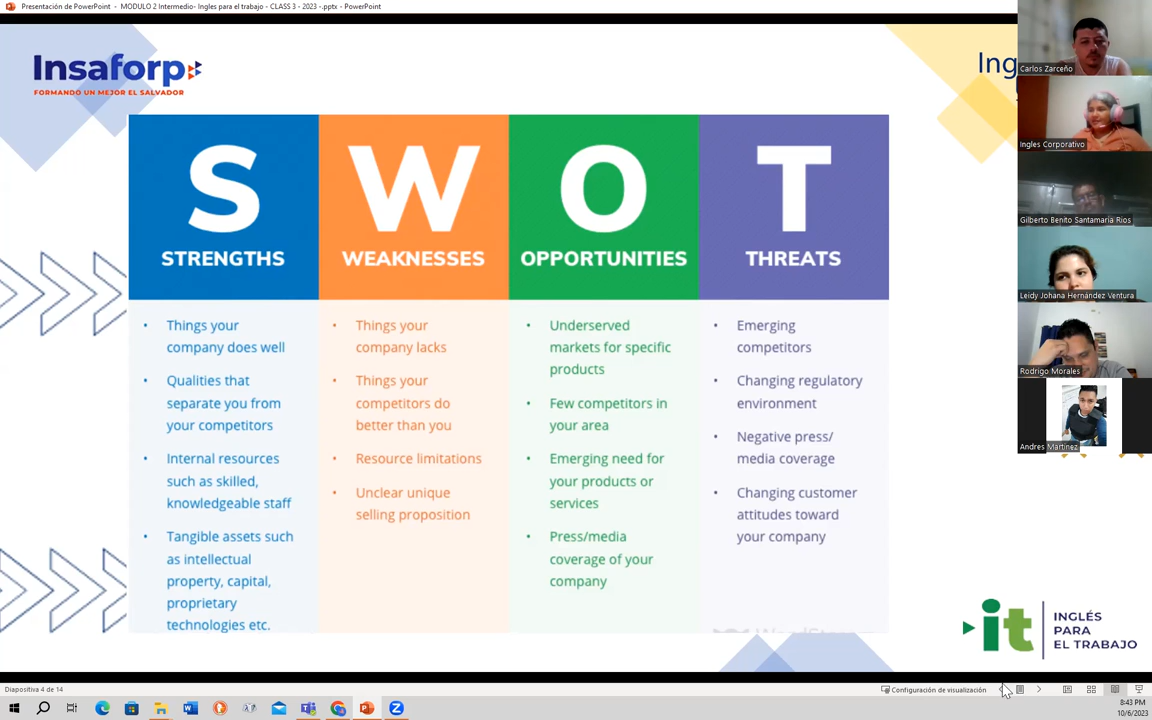 Presentación de PowerPoint - MODULO 2 Intermedio- Ingles para el trabajo - CLASS 3 - 2023 -.pptx - PowerPoint
Insaforp
FORMANDO UN MEJOR EL SALVADOR
Ing
S
STRENGTHS
Things your
company does well
Qualities that
separate you from
your competitors
Internal resources
such as skilled,
knowledgeable staff
Tangible assets such
as intellectual
property, capital,
proprietary
technologies etc.
W
WEAKNESSES
Things your
company lacks
Things your
competitors do
better than you
Resource limitations
Unclear unique
selling proposition
O
OPPORTUNITIES
Underserved
markets for specific
products
Few competitors in
your area
Emerging need for
your products or
services
Press/media
coverage of your
company
T
THREATS
Emerging
competitors
Changing regulatory
environment
Negative press/
media coverage
Changing customer
attitudes toward
your company
Carlos Zarceño
Ingles Corporativo
Gilberto Benito Santamaria Rios
Leidy Johana Hernández Ventura
Rodrigo Morales
Andres Martinez
it
INGLÉS
PARA
EL TRABAJO
Diapositiva 4 de 14
Configuración de visualización
8:43 PM
10/6/2023